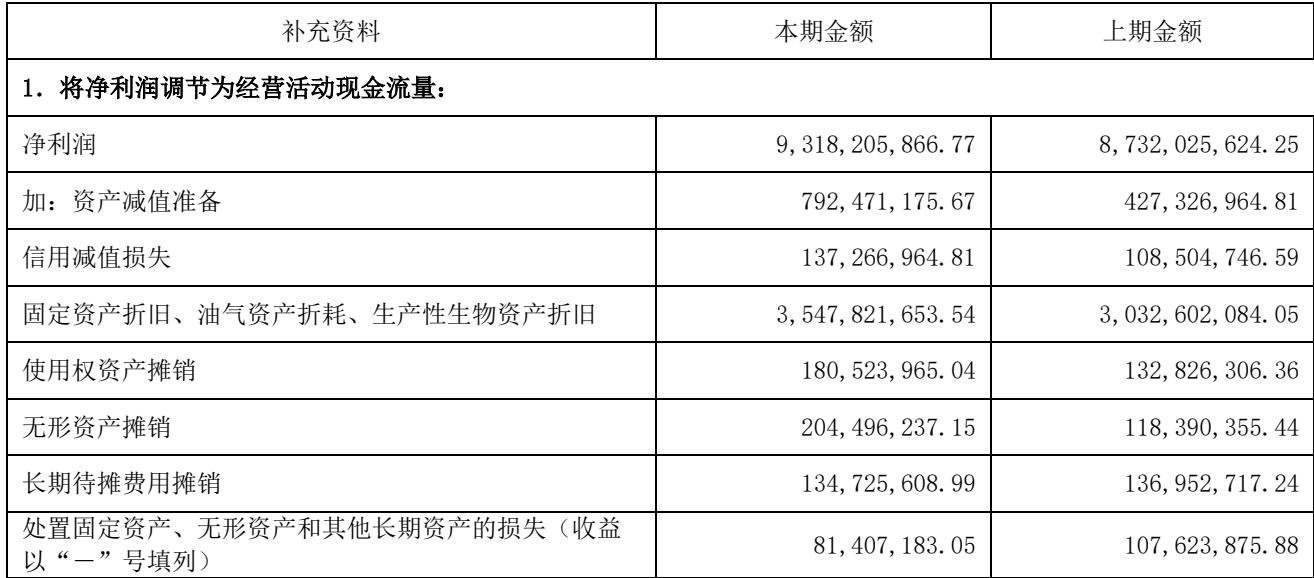 补充资料 本期金额 上期金额
1. 将净利润调节为经营活动现金流量：
净利润 9,318,205,866.77 8,732,025,624.25
加：资产减值准备 792,471,175.67 427,326,964.81
信用减值损失 137,266,964.81 108,504,746.59
固定资产折旧、油气资产折耗、生产性生物资产折旧 3,547,821,653.54 3,032,602,084.05
使用权资产摊销 180,523,965.04 132,826,306.36
无形资产摊销 204,496,237.15 118,390,355.44
长期待摊费用摊销 134,725,608.99 136,952,717.24
处置固定资产、无形资产和其他长期资产的损失（收益
以“－”号填列） 81,407,183.05 107,623,875.88